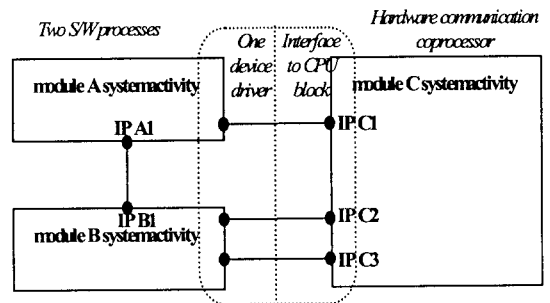 Two S/W processes
One device driver
Interface to CPU block
Hardware communication coprocessor
module A systemactivity
IP A1
module C systemactivity
IP C1
IP B1
module B systemactivity
IP C2
IP C3